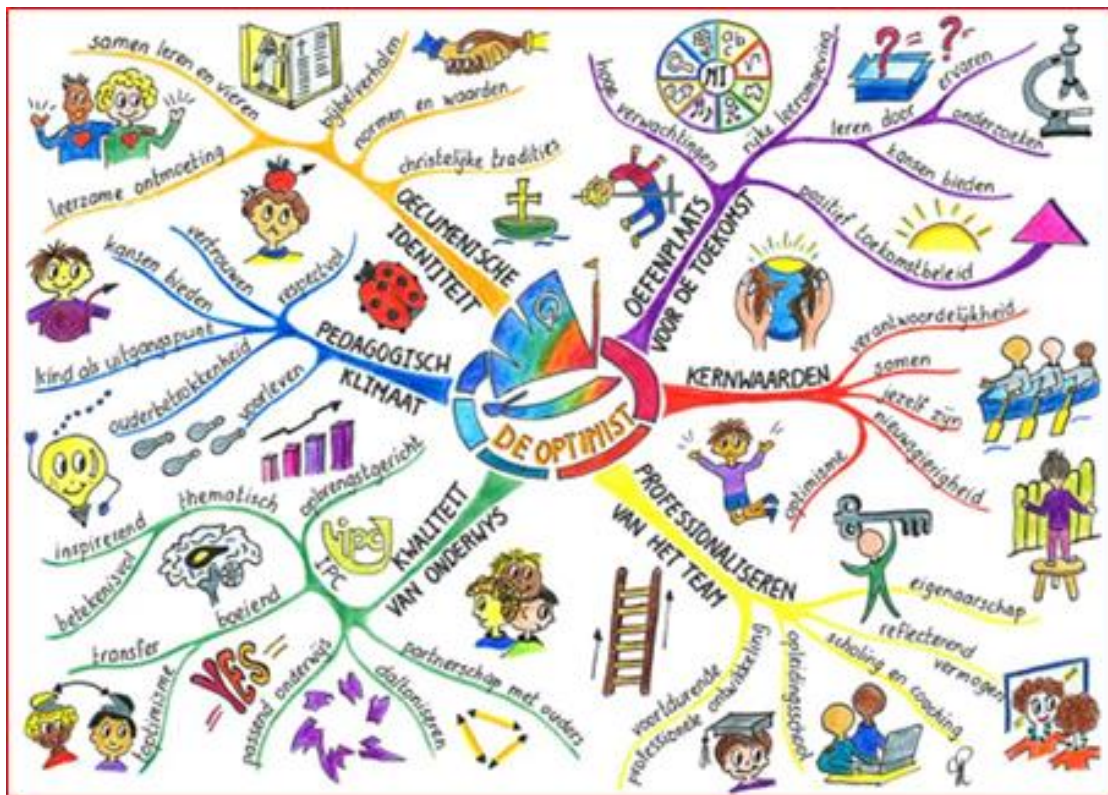 DE OPTIMIST
OECUMENISCHE
IDENTITEIT
samen leren en vieren
leerzame ontmoeting
bijbelverhalen
normen en waarden
christelijke tradities
OEFENPLAATS
VOOR DE TOEKOMST
hoge verwachtingen
MI
rijke leeromgeving
? = ?
leren door
ervaren
onderzoeken
kansen bieden
positief toekomstbeleid
KERNWAARDEN
verantwoordelijkheid
samen
jezelf zijn
nieuwsgierigheid
optimisme
PROFESSIONALISEREN
VAN HET TEAM
eigenaarschap
reflecterend
vermogen
scholing en coaching
opleidingsschool
voortdurende
professionele ontwikkeling
KWALITEIT
VAN ONDERWYS
opbrengstgericht
ipc
IPC
thematisch
inspirerend
betekenisvol
boeiend
transfer
toptimisme
YES
passend onderwijs
daltoniseren
partnerschap met ouders
PEDAGOGISCH
KLIMAAT
respectvol
vertrouwen
kansen bieden
kind als uitgangspunt
ouderbetrokkenheid
voorleven